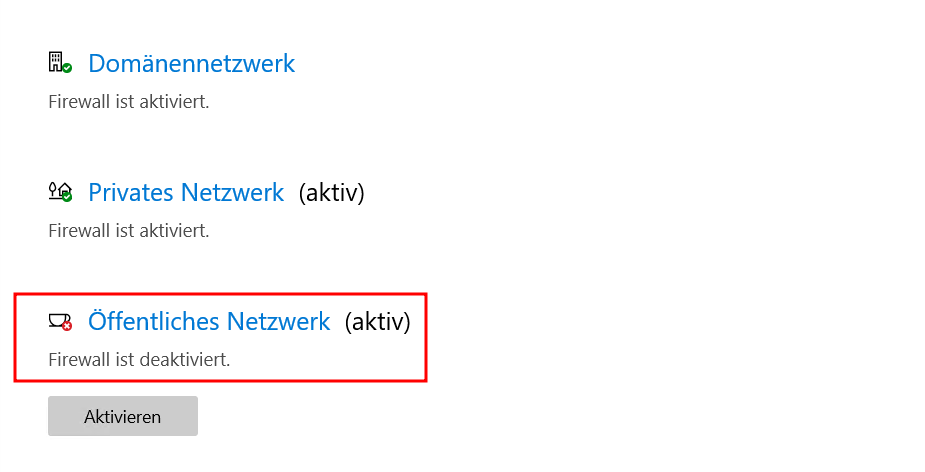 Domänennetzwerk
Firewall ist aktiviert.
Privates Netzwerk (aktiv)
Firewall ist aktiviert.
Öffentliches Netzwerk (aktiv)
Firewall ist deaktiviert.
Aktivieren